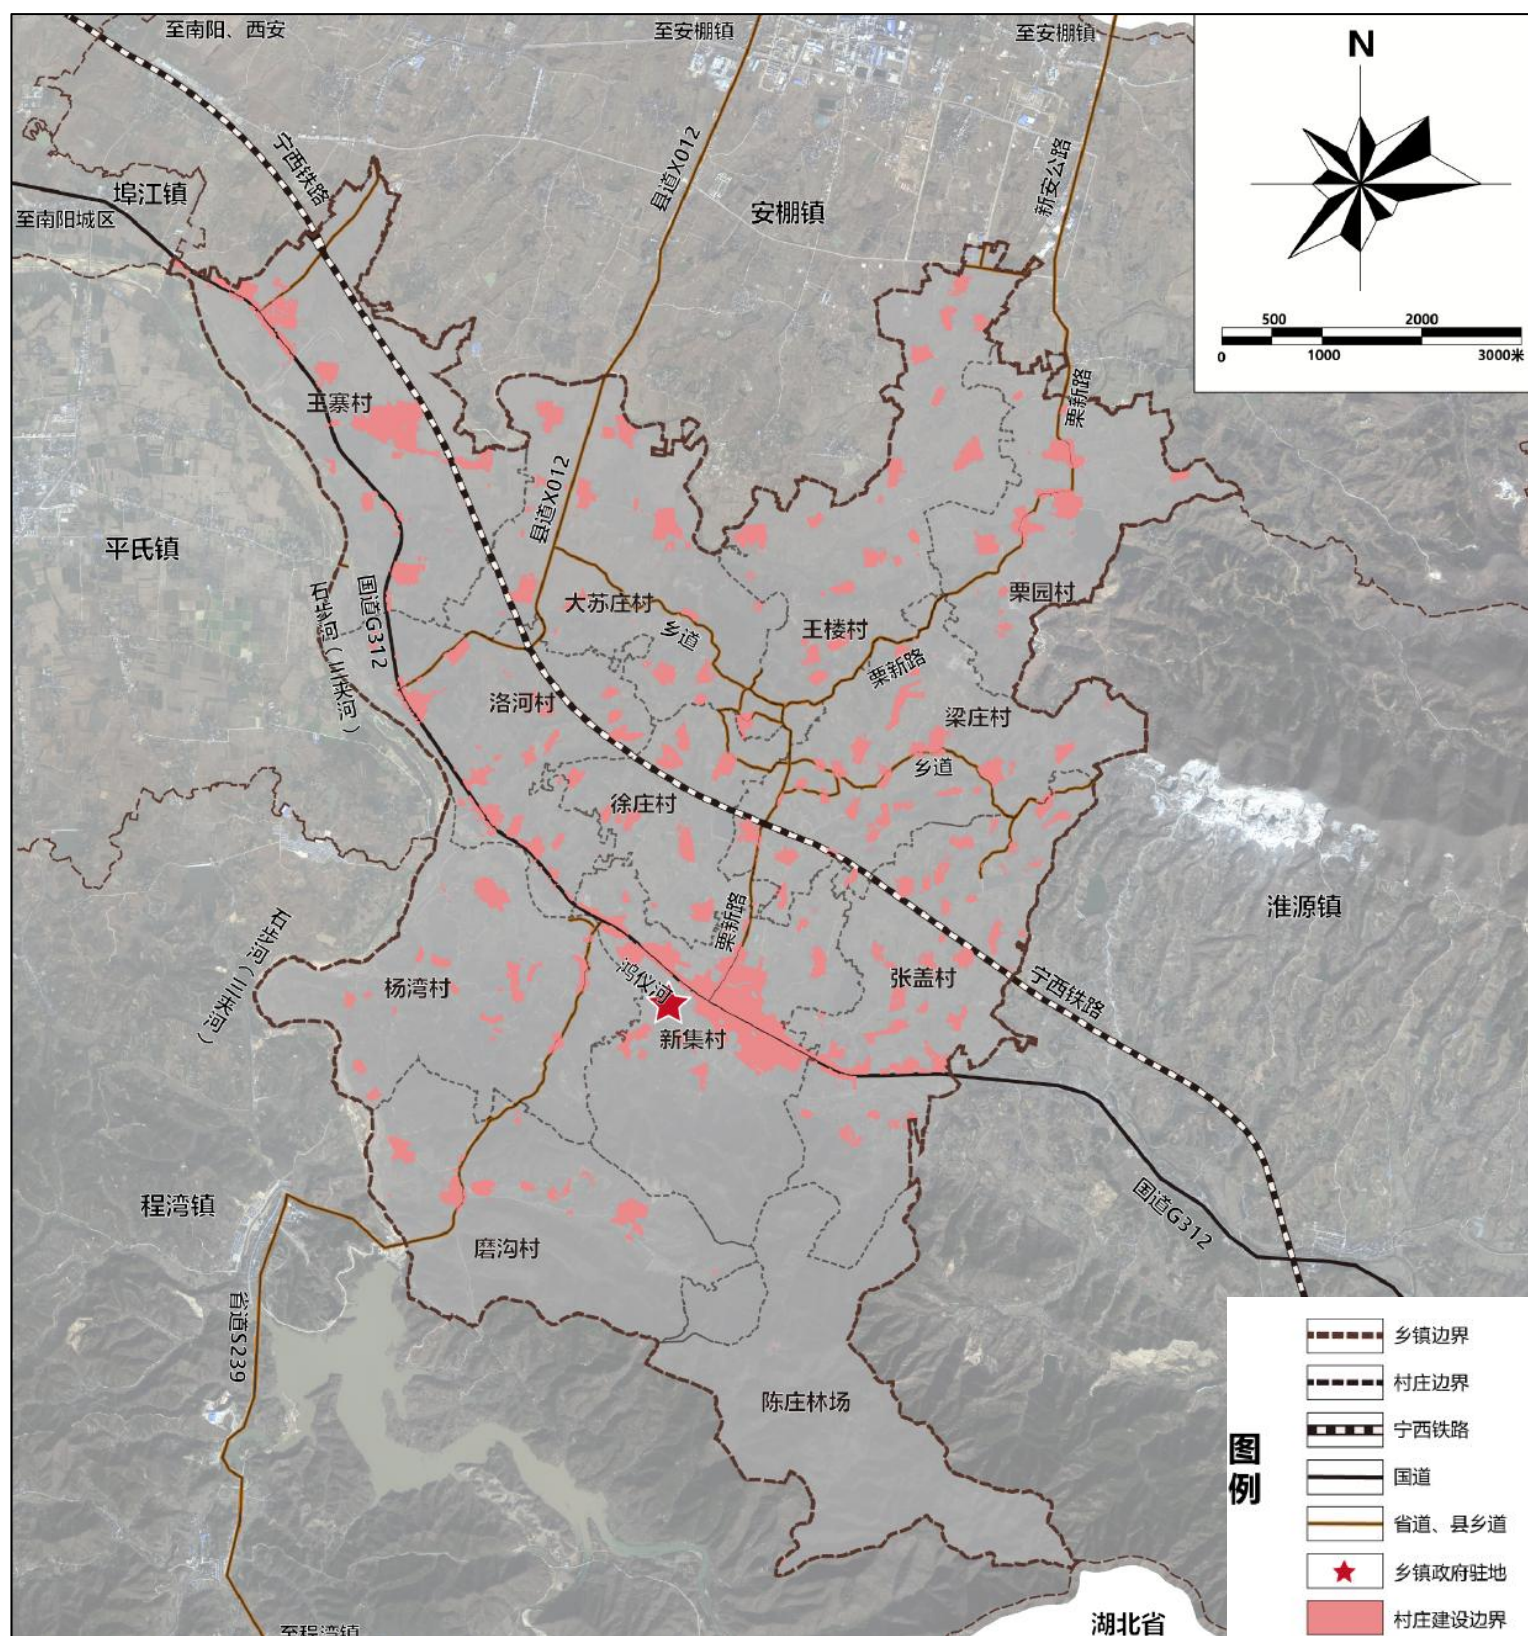 至南阳、西安
至安棚镇
至安棚镇
N
宁西铁路
县道X012
新安公路
埠江镇
至南阳城区
安棚镇
500
2000
0
1000
3000米
王寨村
栗新路
县道X012
平氏镇
国道G312
大苏庄村
乡道
王楼村
栗园村
栗新路
洛河村
梁庄村
乡道
徐庄村
淮源镇
栗新路
杨湾村
鸿仪河
张盖村
宁西铁路
新集村
程湾镇
国道G312
磨沟村
省道S239
陈庄林场
至程湾镇
湖北省
图例
乡镇边界
村庄边界
宁西铁路
国道
省道、县乡道
乡镇政府驻地
村庄建设边界